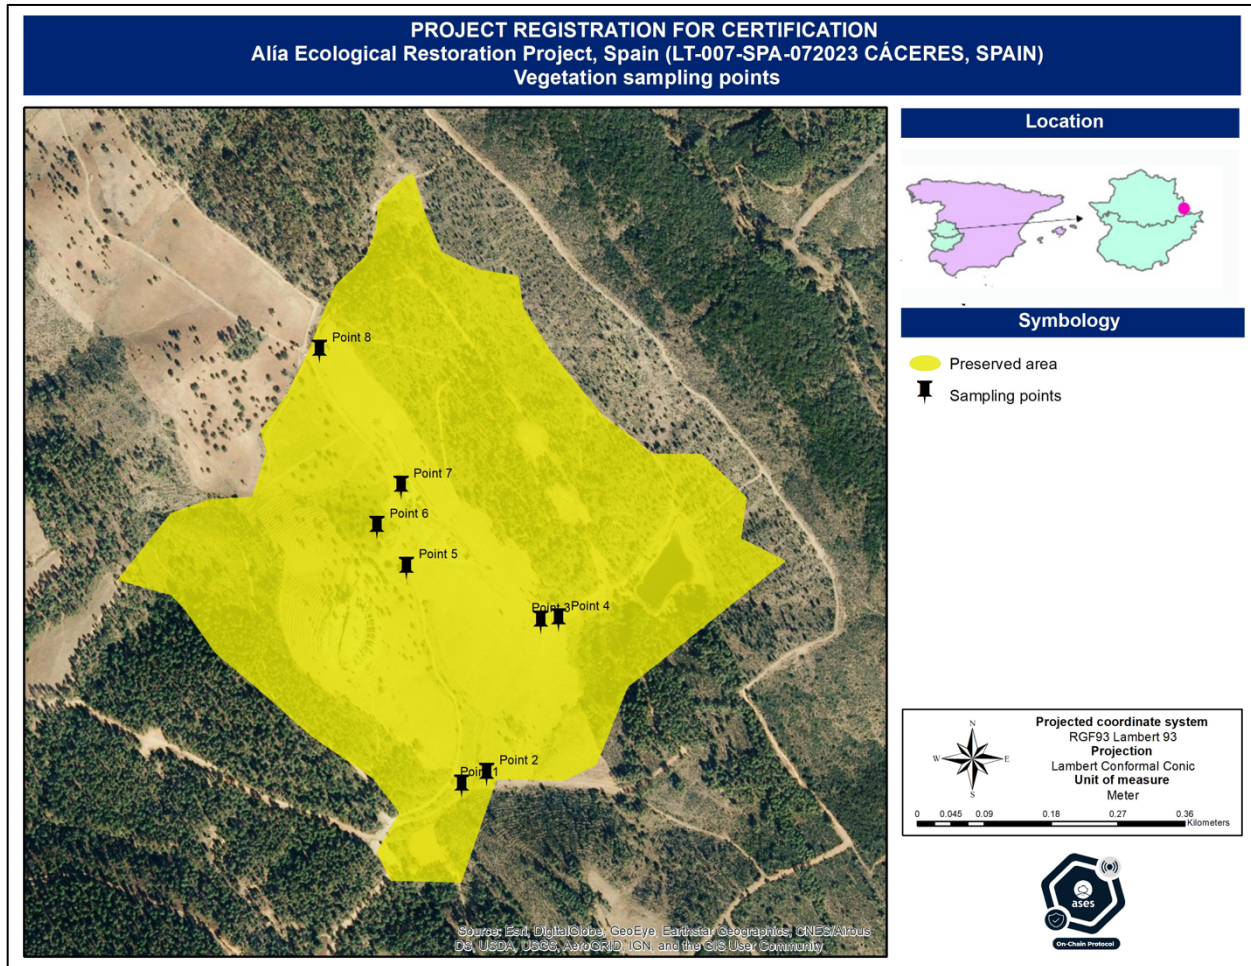 PROJECT REGISTRATION FOR CERTIFICATION
Alía Ecological Restoration Project, Spain (LT-007-SPA-072023 CÁCERES, SPAIN)
Vegetation sampling points
Point 8
Point 7
Point 6
Point 5
Point 3
Point 4
Point 2
Point 1
Source: Esri, DigitalGlobe, GeoEye, Earthstar Geographics, CNES/Airbus
DS, USDA, USGS, AeroGRID, IGN, and the GIS User Community
Location
Symbology
Preserved area
Sampling points
N
W
E
S
Projected coordinate system
RGF93 Lambert 93
Projection
Lambert Conformal Conic
Unit of measure
Meter
0 0.045 0.09 0.18 0.27 0.36
Kilometers
ases
On-Chain Protocol